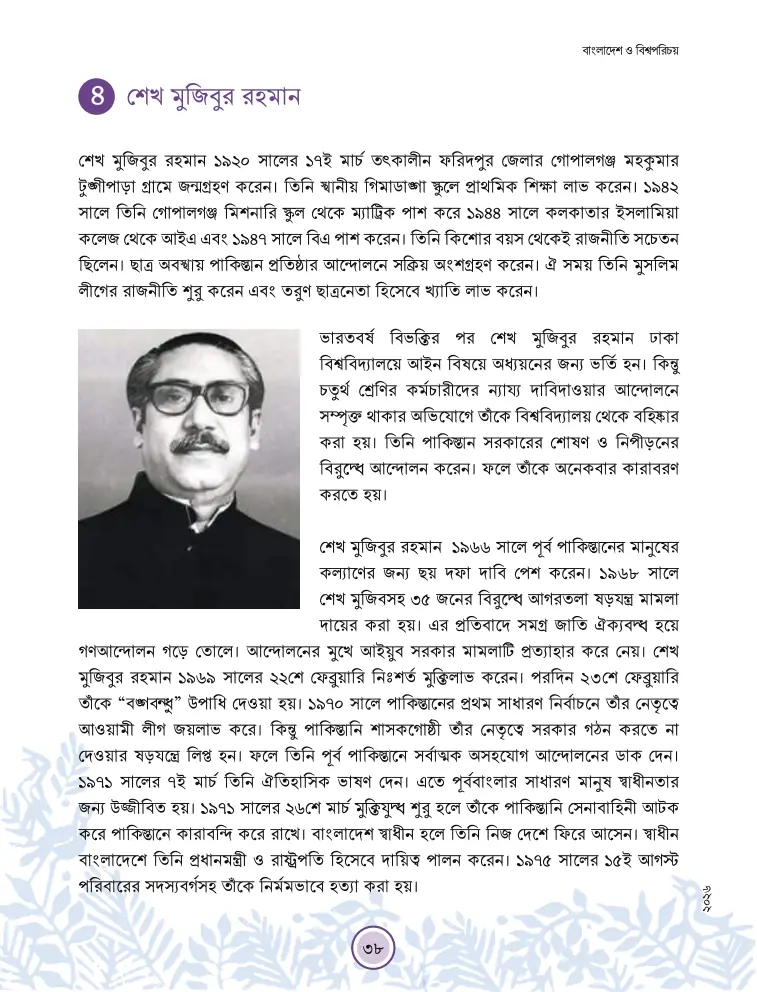 বাংলাদেশ ও বিশ্বপরিচয়
৪ শেখ মুজিবুর রহমান
শেখ মুজিবুর রহমান ১৯২০ সালের ১৭ই মার্চ তৎকালীন ফরিদপুর জেলার গোপালগঞ্জ মহকুমার
টুঙ্গীপাড়া গ্রামে জন্মগ্রহণ করেন। তিনি স্থানীয় গিমাডাঙ্গা স্কুলে প্রাথমিক শিক্ষা লাভ করেন। ১৯৪২
সালে তিনি গোপালগঞ্জ মিশনারি স্কুল থেকে ম্যাট্রিক পাশ করে ১৯৪৪ সালে কলকাতার ইসলামিয়া
কলেজ থেকে আইএ এবং ১৯৪৭ সালে বিএ পাশ করেন। তিনি কিশোর বয়স থেকেই রাজনীতি সচেতন
ছিলেন। ছাত্র অবস্থায় পাকিস্তান প্রতিষ্ঠার আন্দোলনে সক্রিয় অংশগ্রহণ করেন। ঐ সময় তিনি মুসলিম
লীগের রাজনীতি শুরু করেন এবং তরুণ ছাত্রনেতা হিসেবে খ্যাতি লাভ করেন।
ভারতবর্ষ বিভক্তির পর শেখ মুজিবুর রহমান ঢাকা
বিশ্ববিদ্যালয়ে আইন বিষয়ে অধ্যয়নের জন্য ভর্তি হন। কিন্তু
চতুর্থ শ্রেণির কর্মচারীদের ন্যায্য দাবিদাওয়ার আন্দোলনে
সম্পৃক্ত থাকার অভিযোগে তাঁকে বিশ্ববিদ্যালয় থেকে বহিষ্কার
করা হয়। তিনি পাকিস্তান সরকারের শোষণ ও নিপীড়নের
বিরুদ্ধে আন্দোলন করেন। ফলে তাঁকে অনেকবার কারাবরণ
করতে হয়।
শেখ মুজিবুর রহমান ১৯৬৬ সালে পূর্ব পাকিস্তানের মানুষের
কল্যাণের জন্য ছয় দফা দাবি পেশ করেন। ১৯৬৮ সালে
শেখ মুজিবসহ ৩৫ জনের বিরুদ্ধে আগরতলা ষড়যন্ত্র মামলা
দায়ের করা হয়। এর প্রতিবাদে সমগ্র জাতি ঐক্যবদ্ধ হয়ে
গণআন্দোলন গড়ে তোলে। আন্দোলনের মুখে আইয়ুব সরকার মামলাটি প্রত্যাহার করে নেয়। শেখ
মুজিবুর রহমান ১৯৬৯ সালের ২২শে ফেব্রুয়ারি নিঃশর্ত মুক্তিলাভ করেন। পরদিন ২৩শে ফেব্রুয়ারি
তাঁকে “বঙ্গবন্ধু” উপাধি দেওয়া হয়। ১৯৭০ সালে পাকিস্তানের প্রথম সাধারণ নির্বাচনে তাঁর নেতৃত্বে
আওয়ামী লীগ জয়লাভ করে। কিন্তু পাকিস্তানি শাসকগোষ্ঠী তাঁর নেতৃত্বে সরকার গঠন করতে না
দেওয়ার ষড়যন্ত্রে লিপ্ত হন। ফলে তিনি পূর্ব পাকিস্তানে সর্বাত্মক অসহযোগ আন্দোলনের ডাক দেন।
১৯৭১ সালের ৭ই মার্চ তিনি ঐতিহাসিক ভাষণ দেন। এতে পূর্ববাংলার সাধারণ মানুষ স্বাধীনতার
জন্য উজ্জীবিত হয়। ১৯৭১ সালের ২৬শে মার্চ মুক্তিযুদ্ধ শুরু হলে তাঁকে পাকিস্তানি সেনাবাহিনী আটক
করে পাকিস্তানে কারাবন্দি করে রাখে। বাংলাদেশ স্বাধীন হলে তিনি নিজ দেশে ফিরে আসেন। স্বাধীন
বাংলাদেশে তিনি প্রধানমন্ত্রী ও রাষ্ট্রপতি হিসেবে দায়িত্ব পালন করেন। ১৯৭৫ সালের ১৫ই আগস্ট
পরিবারের সদস্যবর্গসহ তাঁকে নির্মমভাবে হত্যা করা হয়।
২০২৬
৩৮